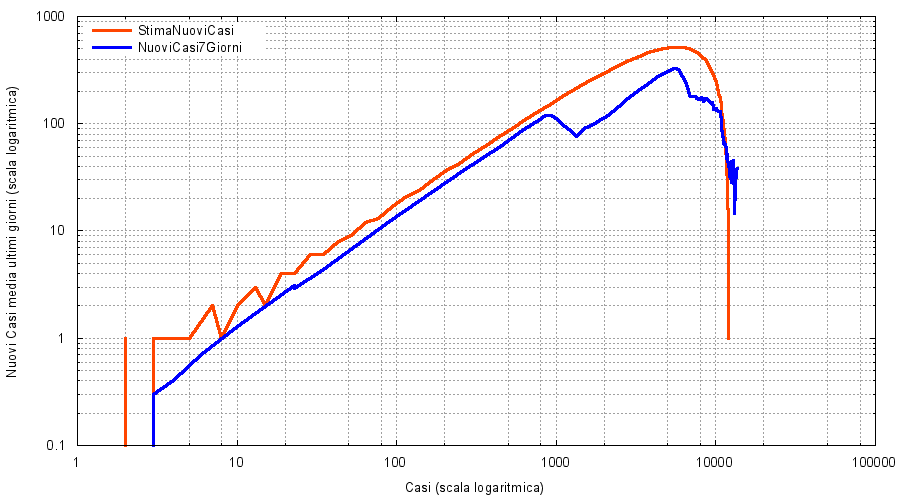 1000
StimaNuoviCasi
NuoviCasi7Giorni
100
10
1
0.1
Nuovi Casi media ultimi giorni (scala logaritmica)
1 10 100 1000 10000 100000
Casi (scala logaritmica)